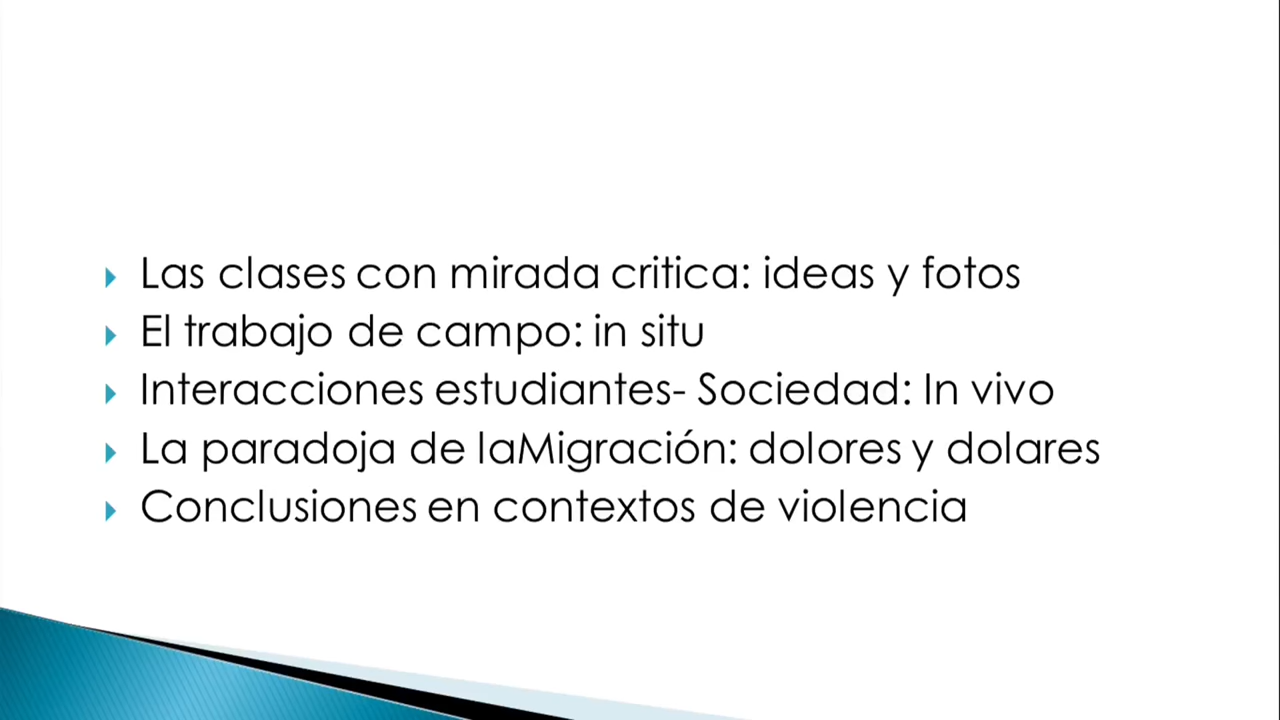 Las clases con mirada critica: ideas y fotos
El trabajo de campo: in situ
Interacciones estudiantes- Sociedad: In vivo
La paradoja de laMigración: dolores y dolares
Conclusiones en contextos de violencia